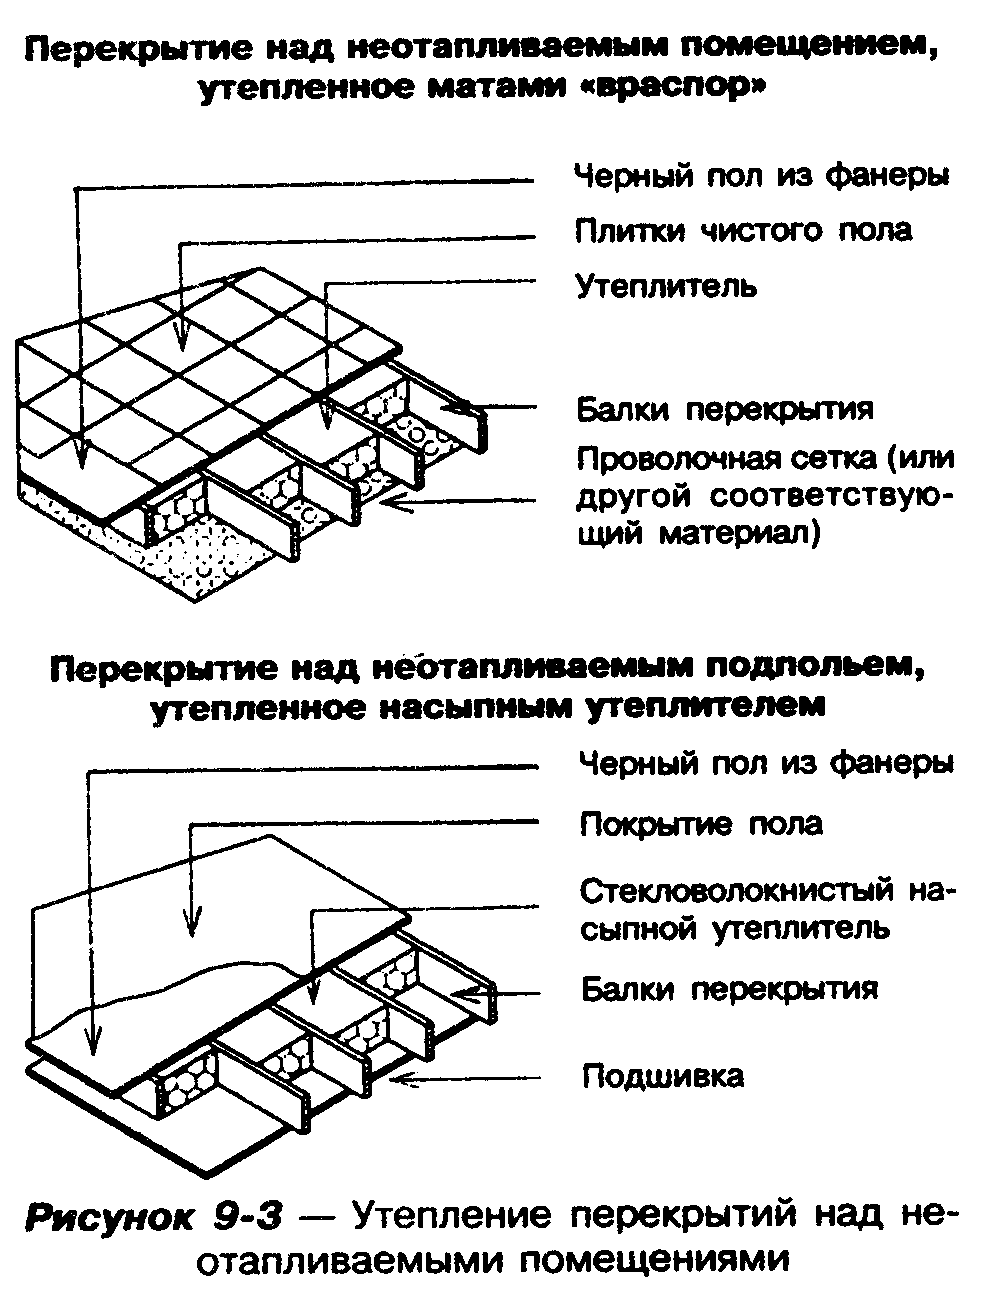 Перекрытие над неотапливаемым помещением,
утепленное матами «враспор»
Черный пол из фанеры
Плитки чистого пола
Утеплитель
Балки перекрытия
Проволочная сетка (или
другой соответствую-
щий материал)
Перекрытие над неотапливаемым подпольем,
утепленное насыпным утеплителем
Черный пол из фанеры
Покрытие пола
Стекловолокнистый на-
сыпной утеплитель
Балки перекрытия
Подшивка
Рисунок 9-3 — Утепление перекрытий над не-
отапливаемыми помещениями